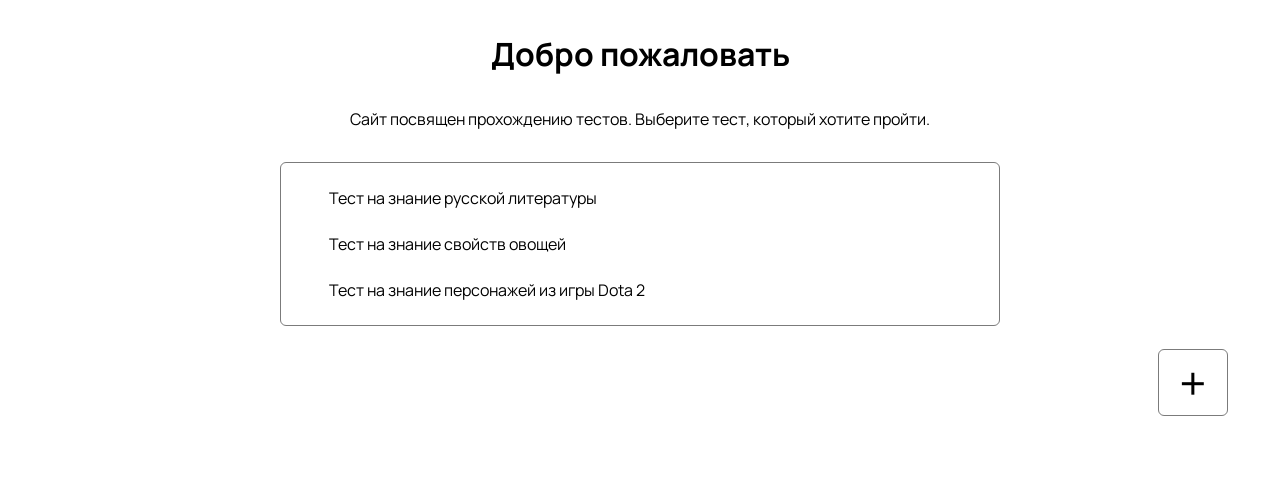 Добро пожаловать
Сайт посвящен прохождению тестов. Выберите тест, который хотите пройти.
Тест на знание русской литературы
Тест на знание свойств овощей
Тест на знание персонажей из игры Dota 2
+